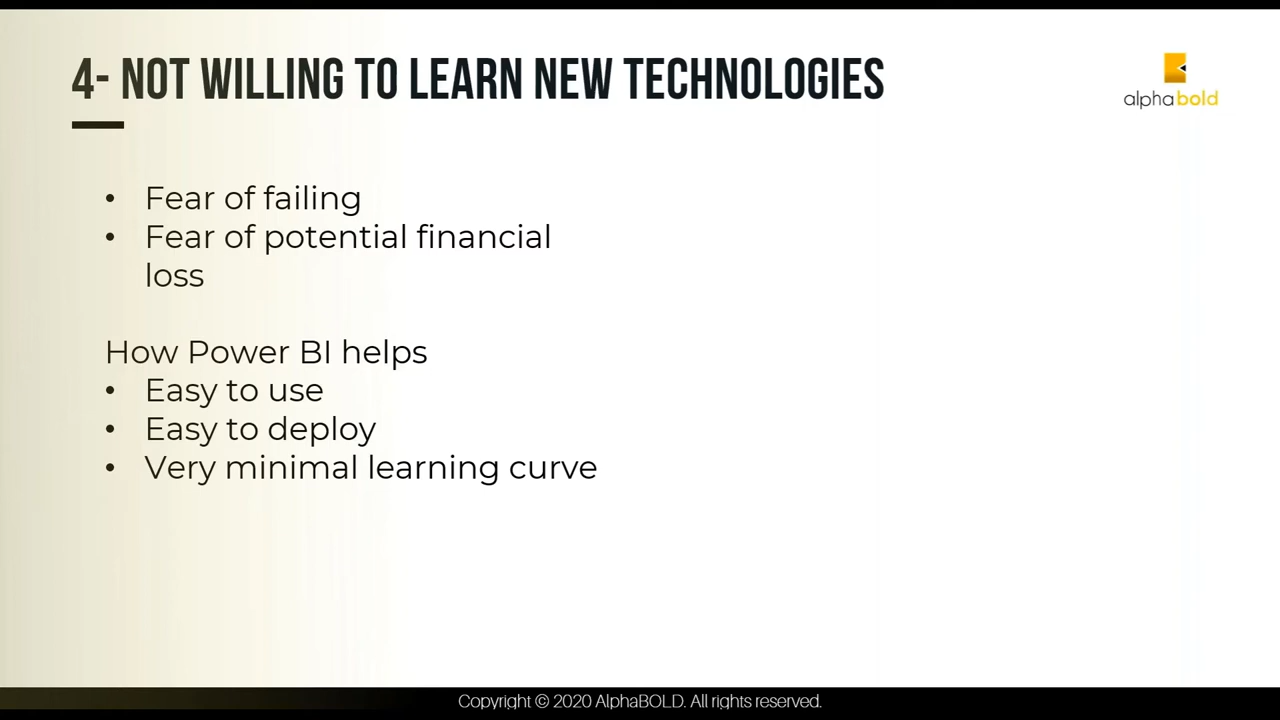 4- NOT WILLING TO LEARN NEW TECHNOLOGIES
alphabold
• Fear of failing
• Fear of potential financial
loss
How Power BI helps
• Easy to use
• Easy to deploy
• Very minimal learning curve
Copyright © 2020 AlphaBOLD. All rights reserved.